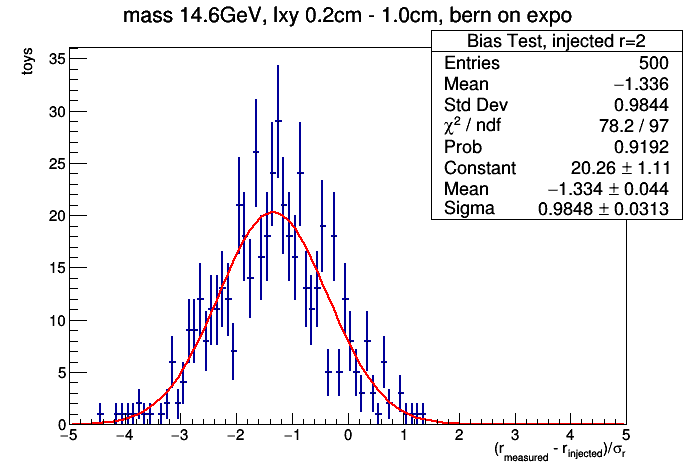 mass 14.6GeV, lxy 0.2cm - 1.0cm, bern on expo
Bias Test, injected r=2
Entries 500
Mean −1.336
Std Dev 0.9844
χ² / ndf 78.2 / 97
Prob 0.9192
Constant 20.26 ± 1.11
Mean −1.334 ± 0.044
Sigma 0.9848 ± 0.0313
toys
35
30
25
20
15
10
5
0
−5 −4 −3 −2 −1 0 1 2 3 4 5
(r_measured - r_injected)/σ_r